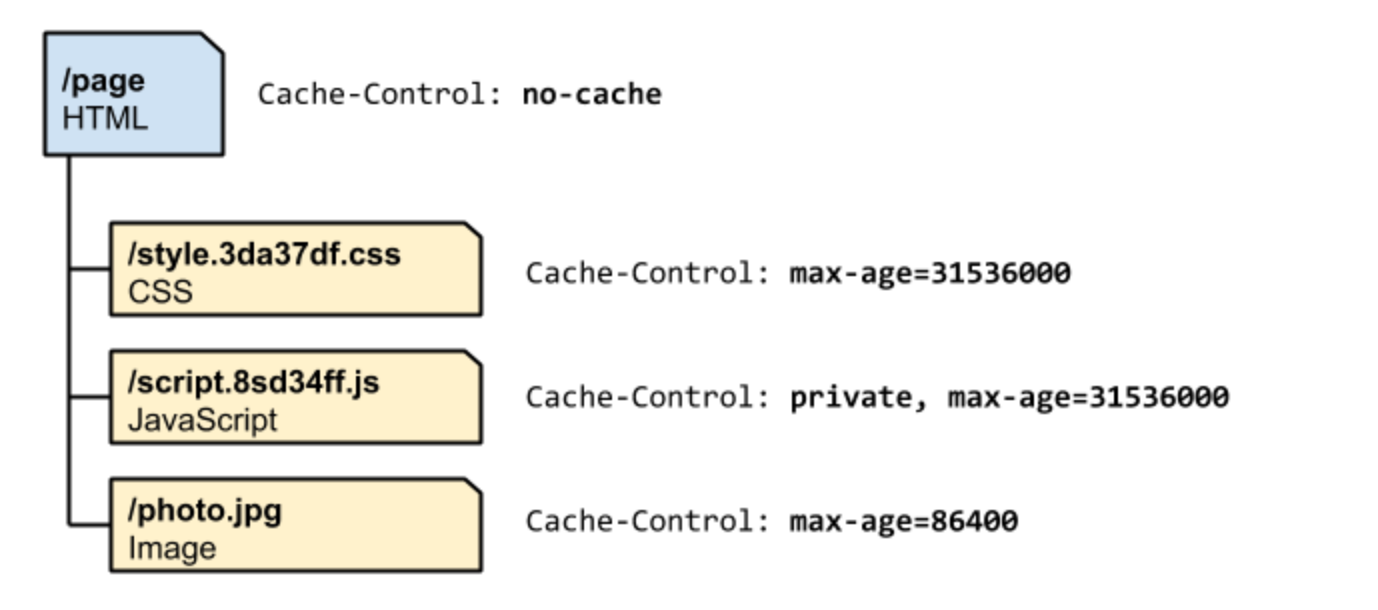 /page
HTML
Cache-Control: no-cache
/style.3da37df.css
CSS
Cache-Control: max-age=31536000
/script.8sd34ff.js
JavaScript
Cache-Control: private, max-age=31536000
/photo.jpg
Image
Cache-Control: max-age=86400